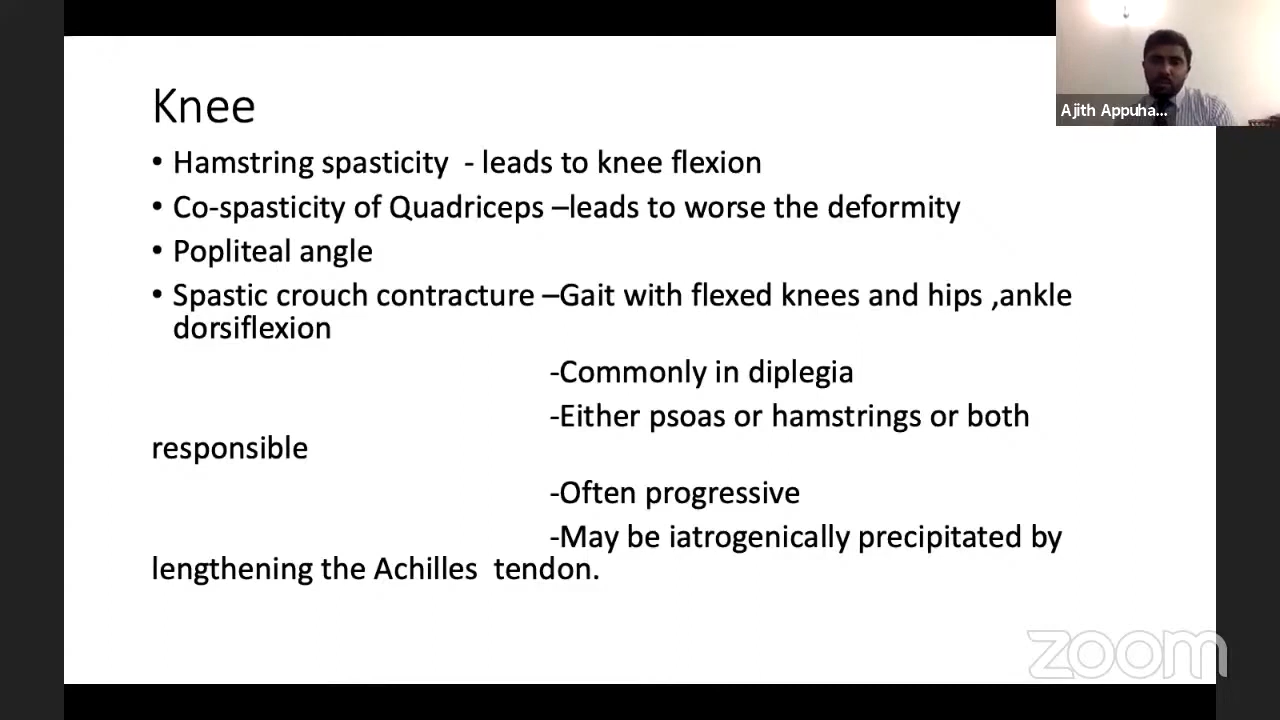 Knee
• Hamstring spasticity - leads to knee flexion
• Co-spasticity of Quadriceps –leads to worse the deformity
• Popliteal angle
• Spastic crouch contracture –Gait with flexed knees and hips ,ankle
dorsiflexion
-Commonly in diplegia
-Either psoas or hamstrings or both
responsible
-Often progressive
-May be iatrogenically precipitated by
lengthening the Achilles tendon.
Ajith Appuha...
zoom